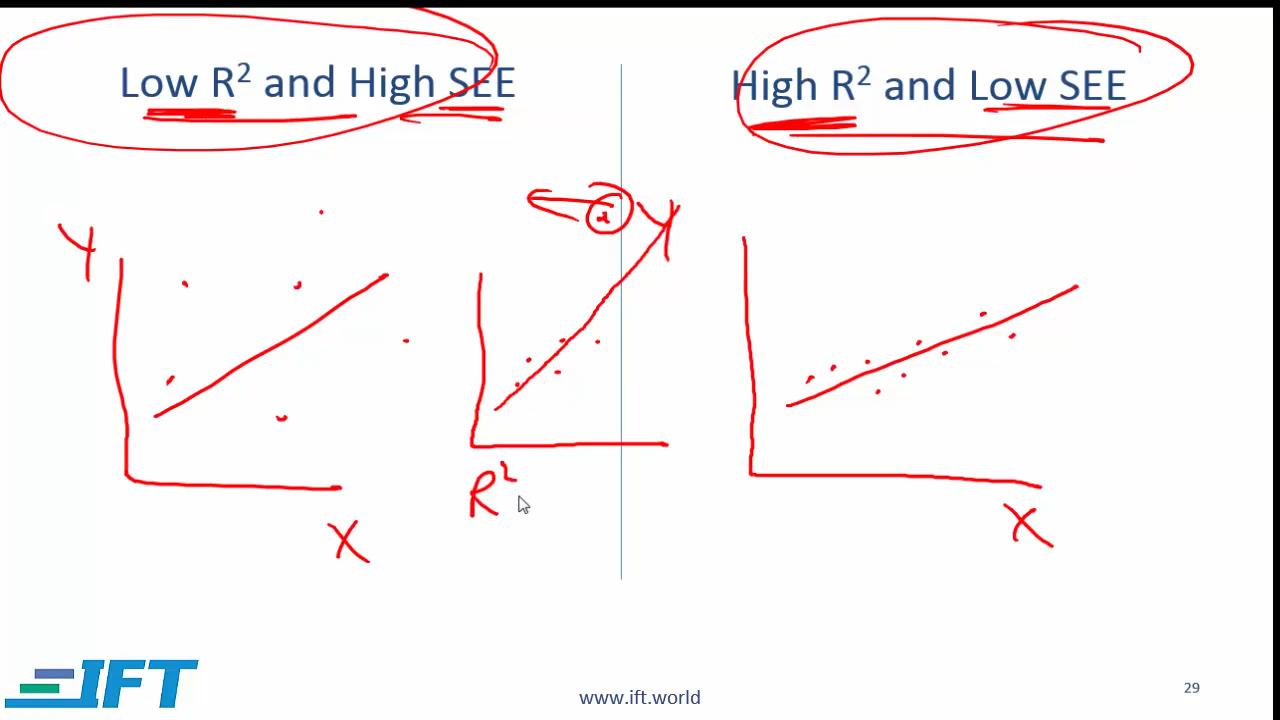 Low R² and High SEE
High R² and Low SEE
Y
Y
X
R²
X
IFT
www.ift.world
29